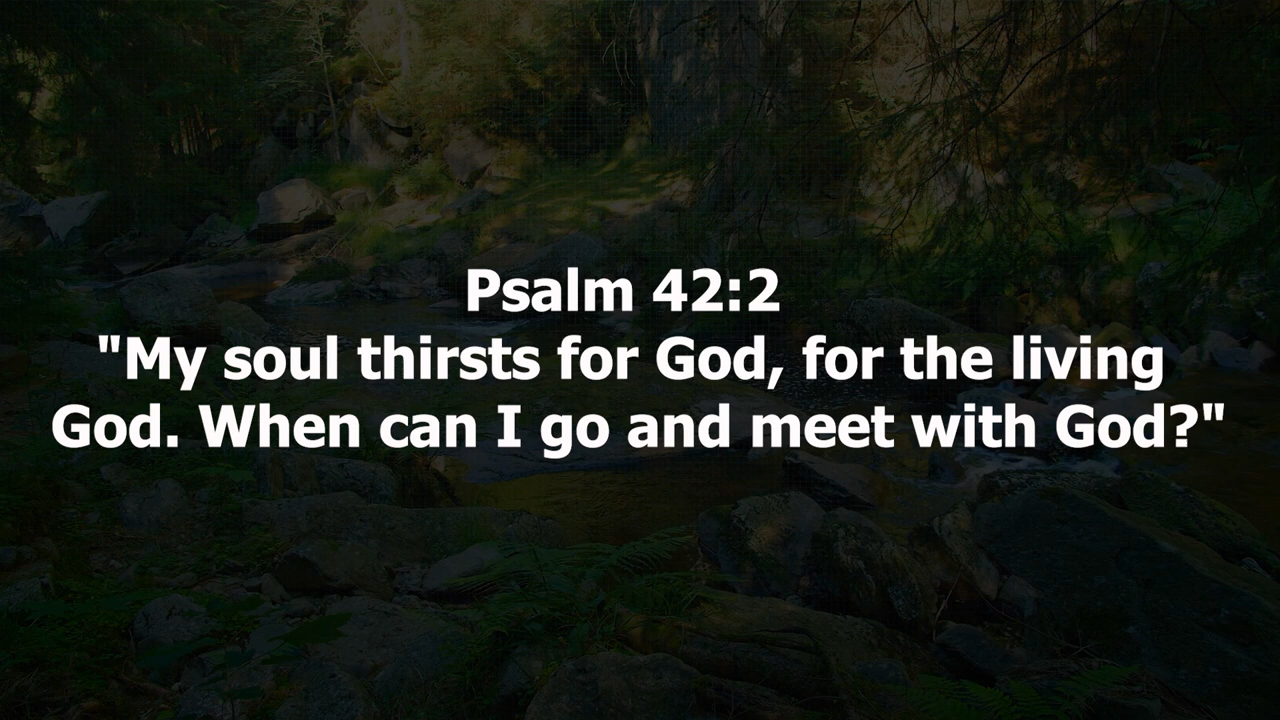 Psalm 42:2
"My soul thirsts for God, for the living
God. When can I go and meet with God?"